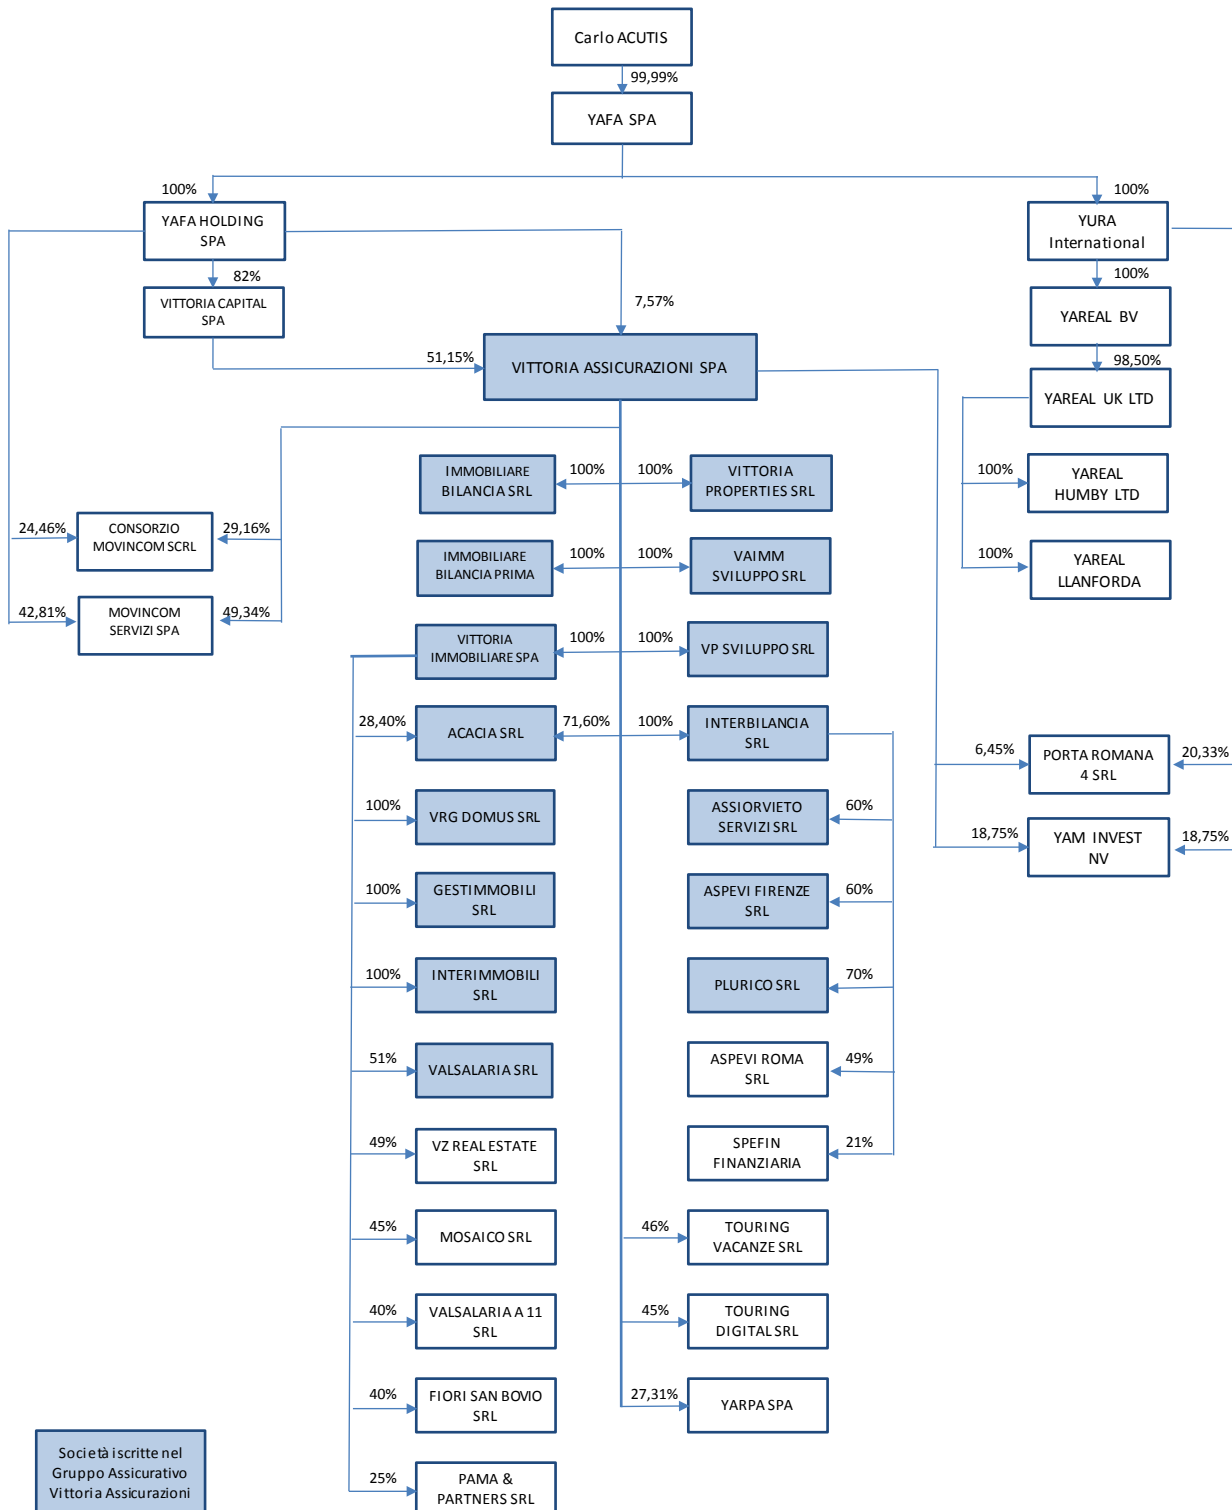 Carlo ACUTIS
99,99%
YAFA SPA
100%
100%
YAFA HOLDING
SPA
YURA
International
82%
100%
VITTORIA CAPITAL
SPA
7,57%
YAREAL BV
51,15%
VITTORIA ASSICURAZIONI SPA
98,50%
YAREAL UK LTD
IMMOBILIARE
BILANCIA SRL
100%
100%
VITTORIA
PROPERTIES SRL
100%
YAREAL
HUMBY LTD
24,46%
CONSORZIO
MOVINCOM SCRL
29,16%
IMMOBILIARE
BILANCIA PRIMA
100%
100%
VAIMM
SVILUPPO SRL
100%
YAREAL
LLANFORDA
42,81%
MOVINCOM
SERVIZI SPA
49,34%
VITTORIA
IMMOBILIARE SPA
100%
100%
VP SVILUPPO SRL
28,40%
ACACIA SRL
71,60%
100%
INTERBILANCIA
SRL
6,45%
PORTA ROMANA
4 SRL
20,33%
100%
VRG DOMUS SRL
ASSIORVIETO
SERVIZI SRL
60%
18,75%
YAM INVEST
NV
18,75%
100%
GESTIMMOBILI
SRL
ASPEVI FIRENZE
SRL
60%
100%
INTERIMMOBILI
SRL
PLURICO SRL
70%
51%
VALSALARIA SRL
ASPEVI ROMA
SRL
49%
49%
VZ REAL ESTATE
SRL
SPEFIN
FINANZIARIA
21%
45%
MOSAICO SRL
46%
TOURING
VACANZE SRL
40%
VALSALARIA A 11
SRL
45%
TOURING
DIGITAL SRL
40%
FIORI SAN BOVIO
SRL
27,31%
YARPA SPA
25%
PAMA &
PARTNERS SRL
Società iscritte nel
Gruppo Assicurativo
Vittoria Assicurazioni